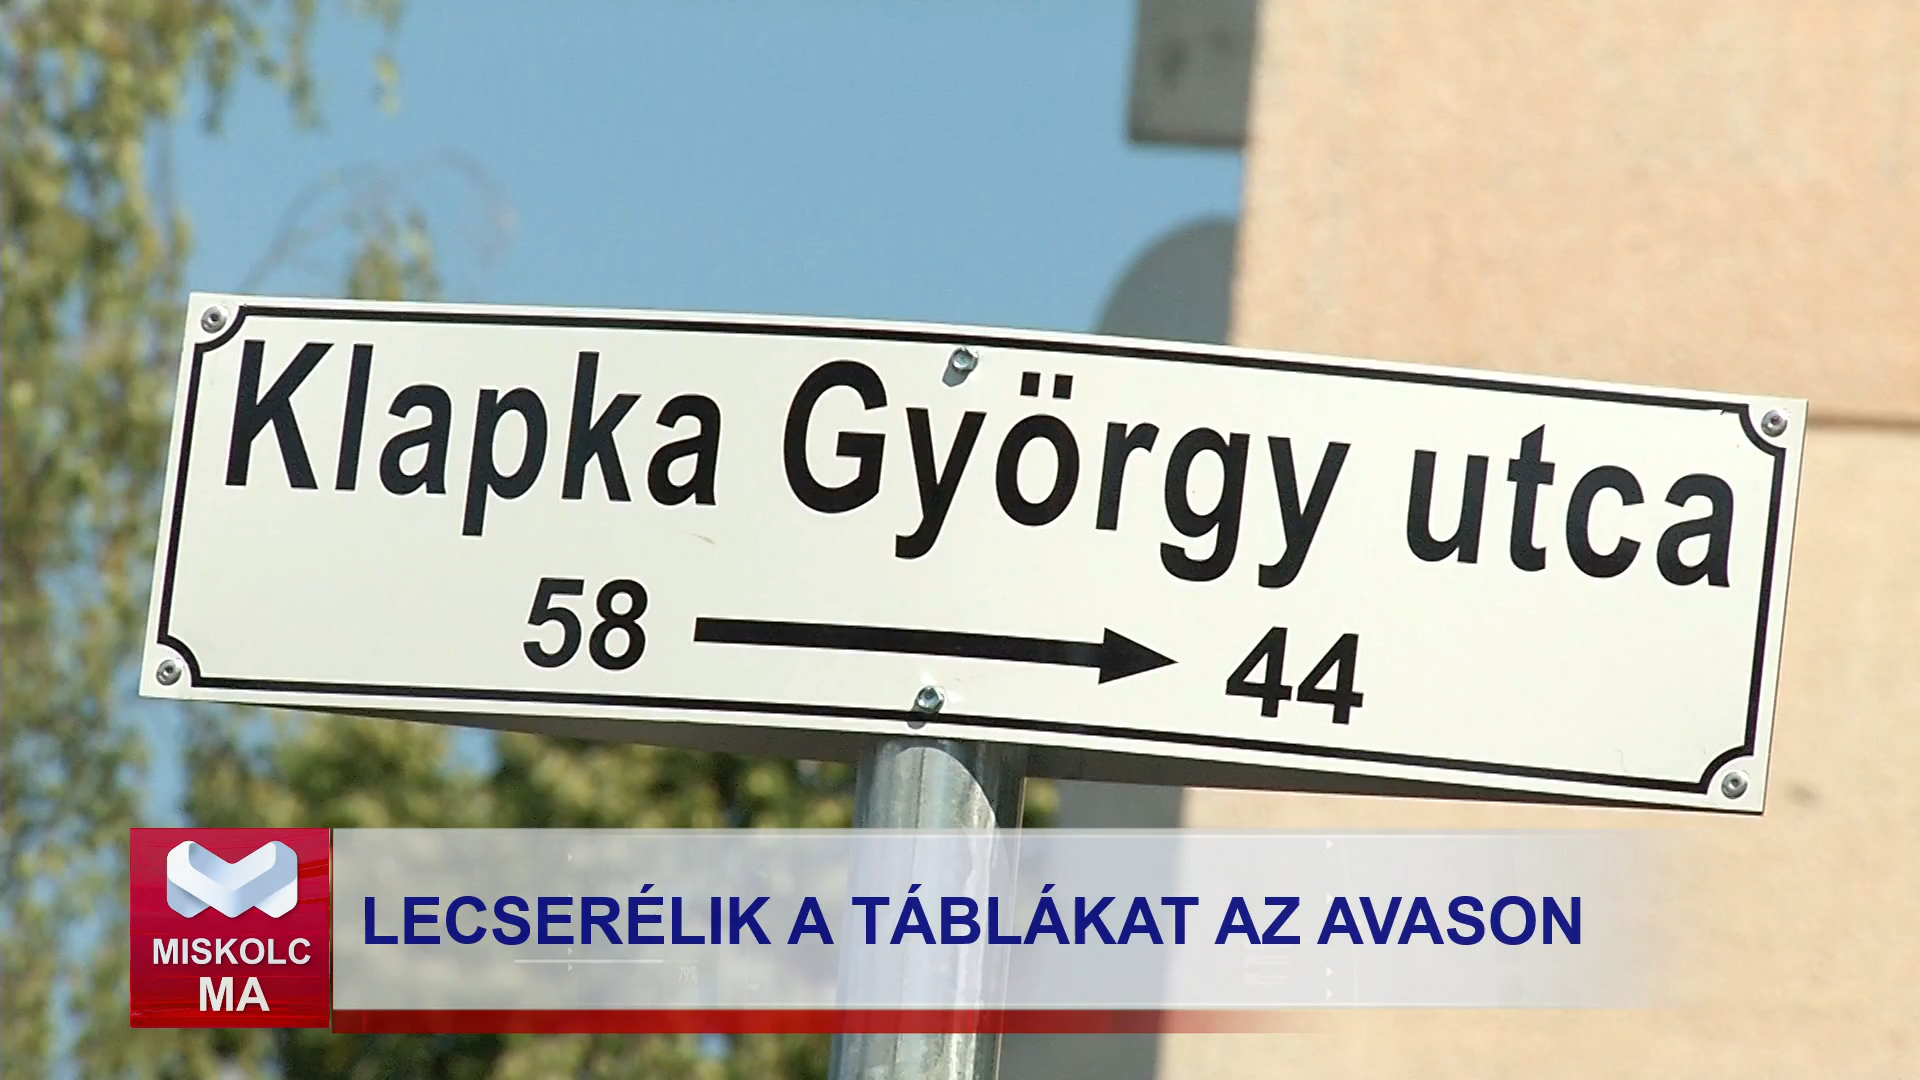 Klapka György utca
58 → 44
LECSERÉLIK A TÁBLÁKAT AZ AVASON
MISKOLC
MA